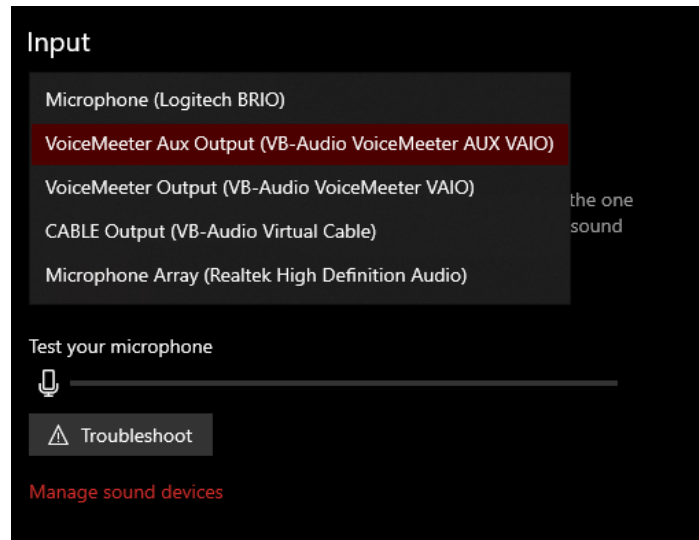 Input
Microphone (Logitech BRIO)
VoiceMeeter Aux Output (VB-Audio VoiceMeeter AUX VAIO)
VoiceMeeter Output (VB-Audio VoiceMeeter VAIO)
the one
CABLE Output (VB-Audio Virtual Cable)
sound
Microphone Array (Realtek High Definition Audio)
Test your microphone
Troubleshoot
Manage sound devices